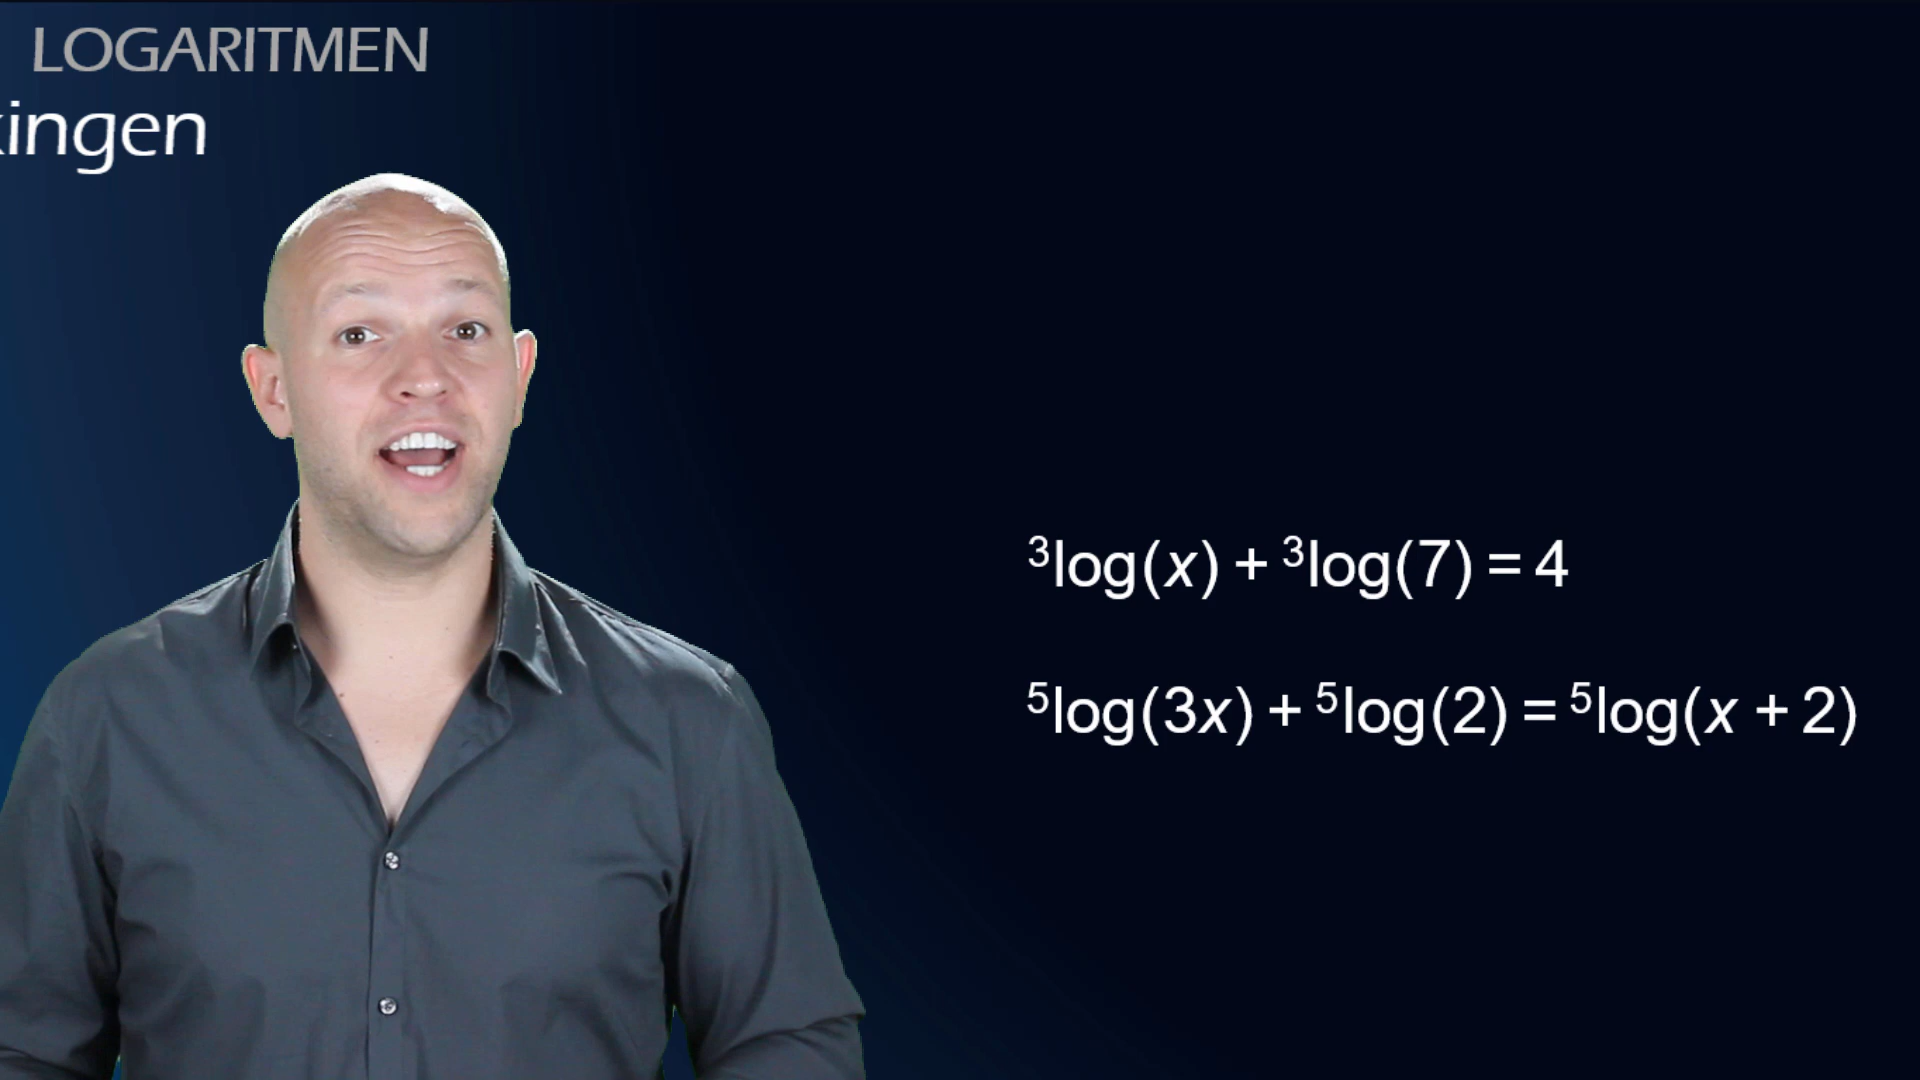 LOGARITMEN
kingen
³log(x) + ³log(7) = 4
⁵log(3x) + ⁵log(2) = ⁵log(x + 2)